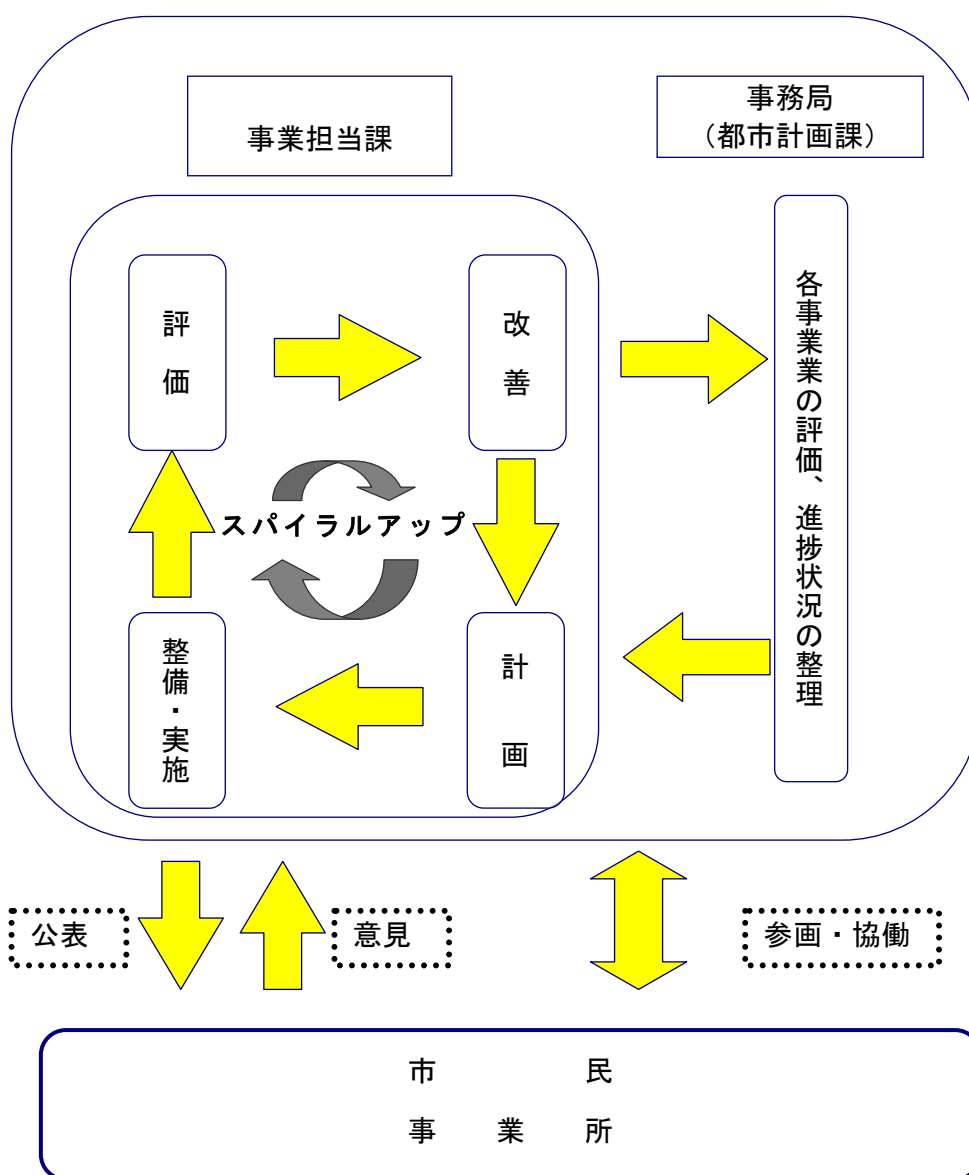 事業担当課
事務局
（都市計画課）
評価
改善
各事業業の評価、進捗状況の整理
スパイラルアップ
整備・実施
計画
公表
意見
参画・協働
市民
事業所